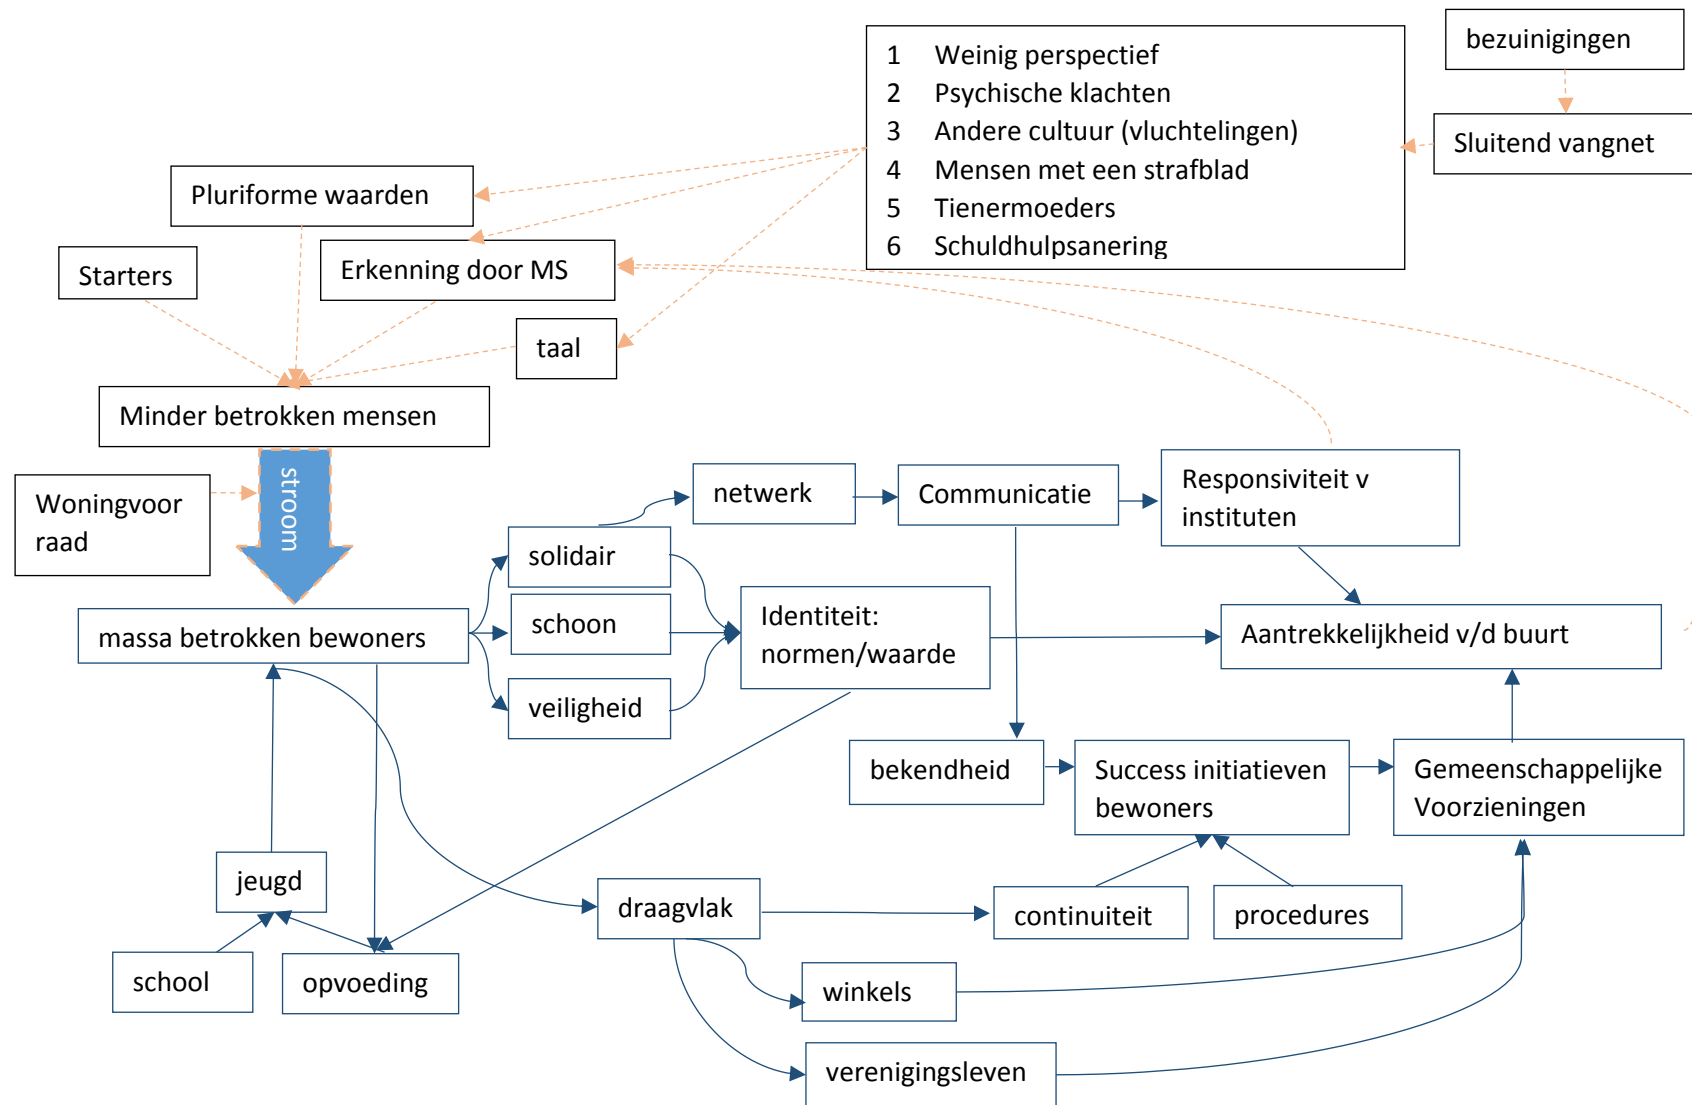 bezuinigingen
1 Weinig perspectief
2 Psychische klachten
3 Andere cultuur (vluchtelingen)
4 Mensen met een strafblad
5 Tienermoeders
6 Schuldhulpsanering
Sluitend vangnet
Pluriforme waarden
Starters
Erkenning door MS
taal
Minder betrokken mensen
stroom
Woningvoor
raad
netwerk
Communicatie
Responsiviteit v
instituten
solidair
schoon
veiligheid
massa betrokken bewoners
Identiteit:
normen/waarde
Aantrekkelijkheid v/d buurt
bekendheid
Success initiatieven
bewoners
Gemeenschappelijke
Voorzieningen
jeugd
draagvlak
continuiteit
procedures
school
opvoeding
winkels
verenigingsleven